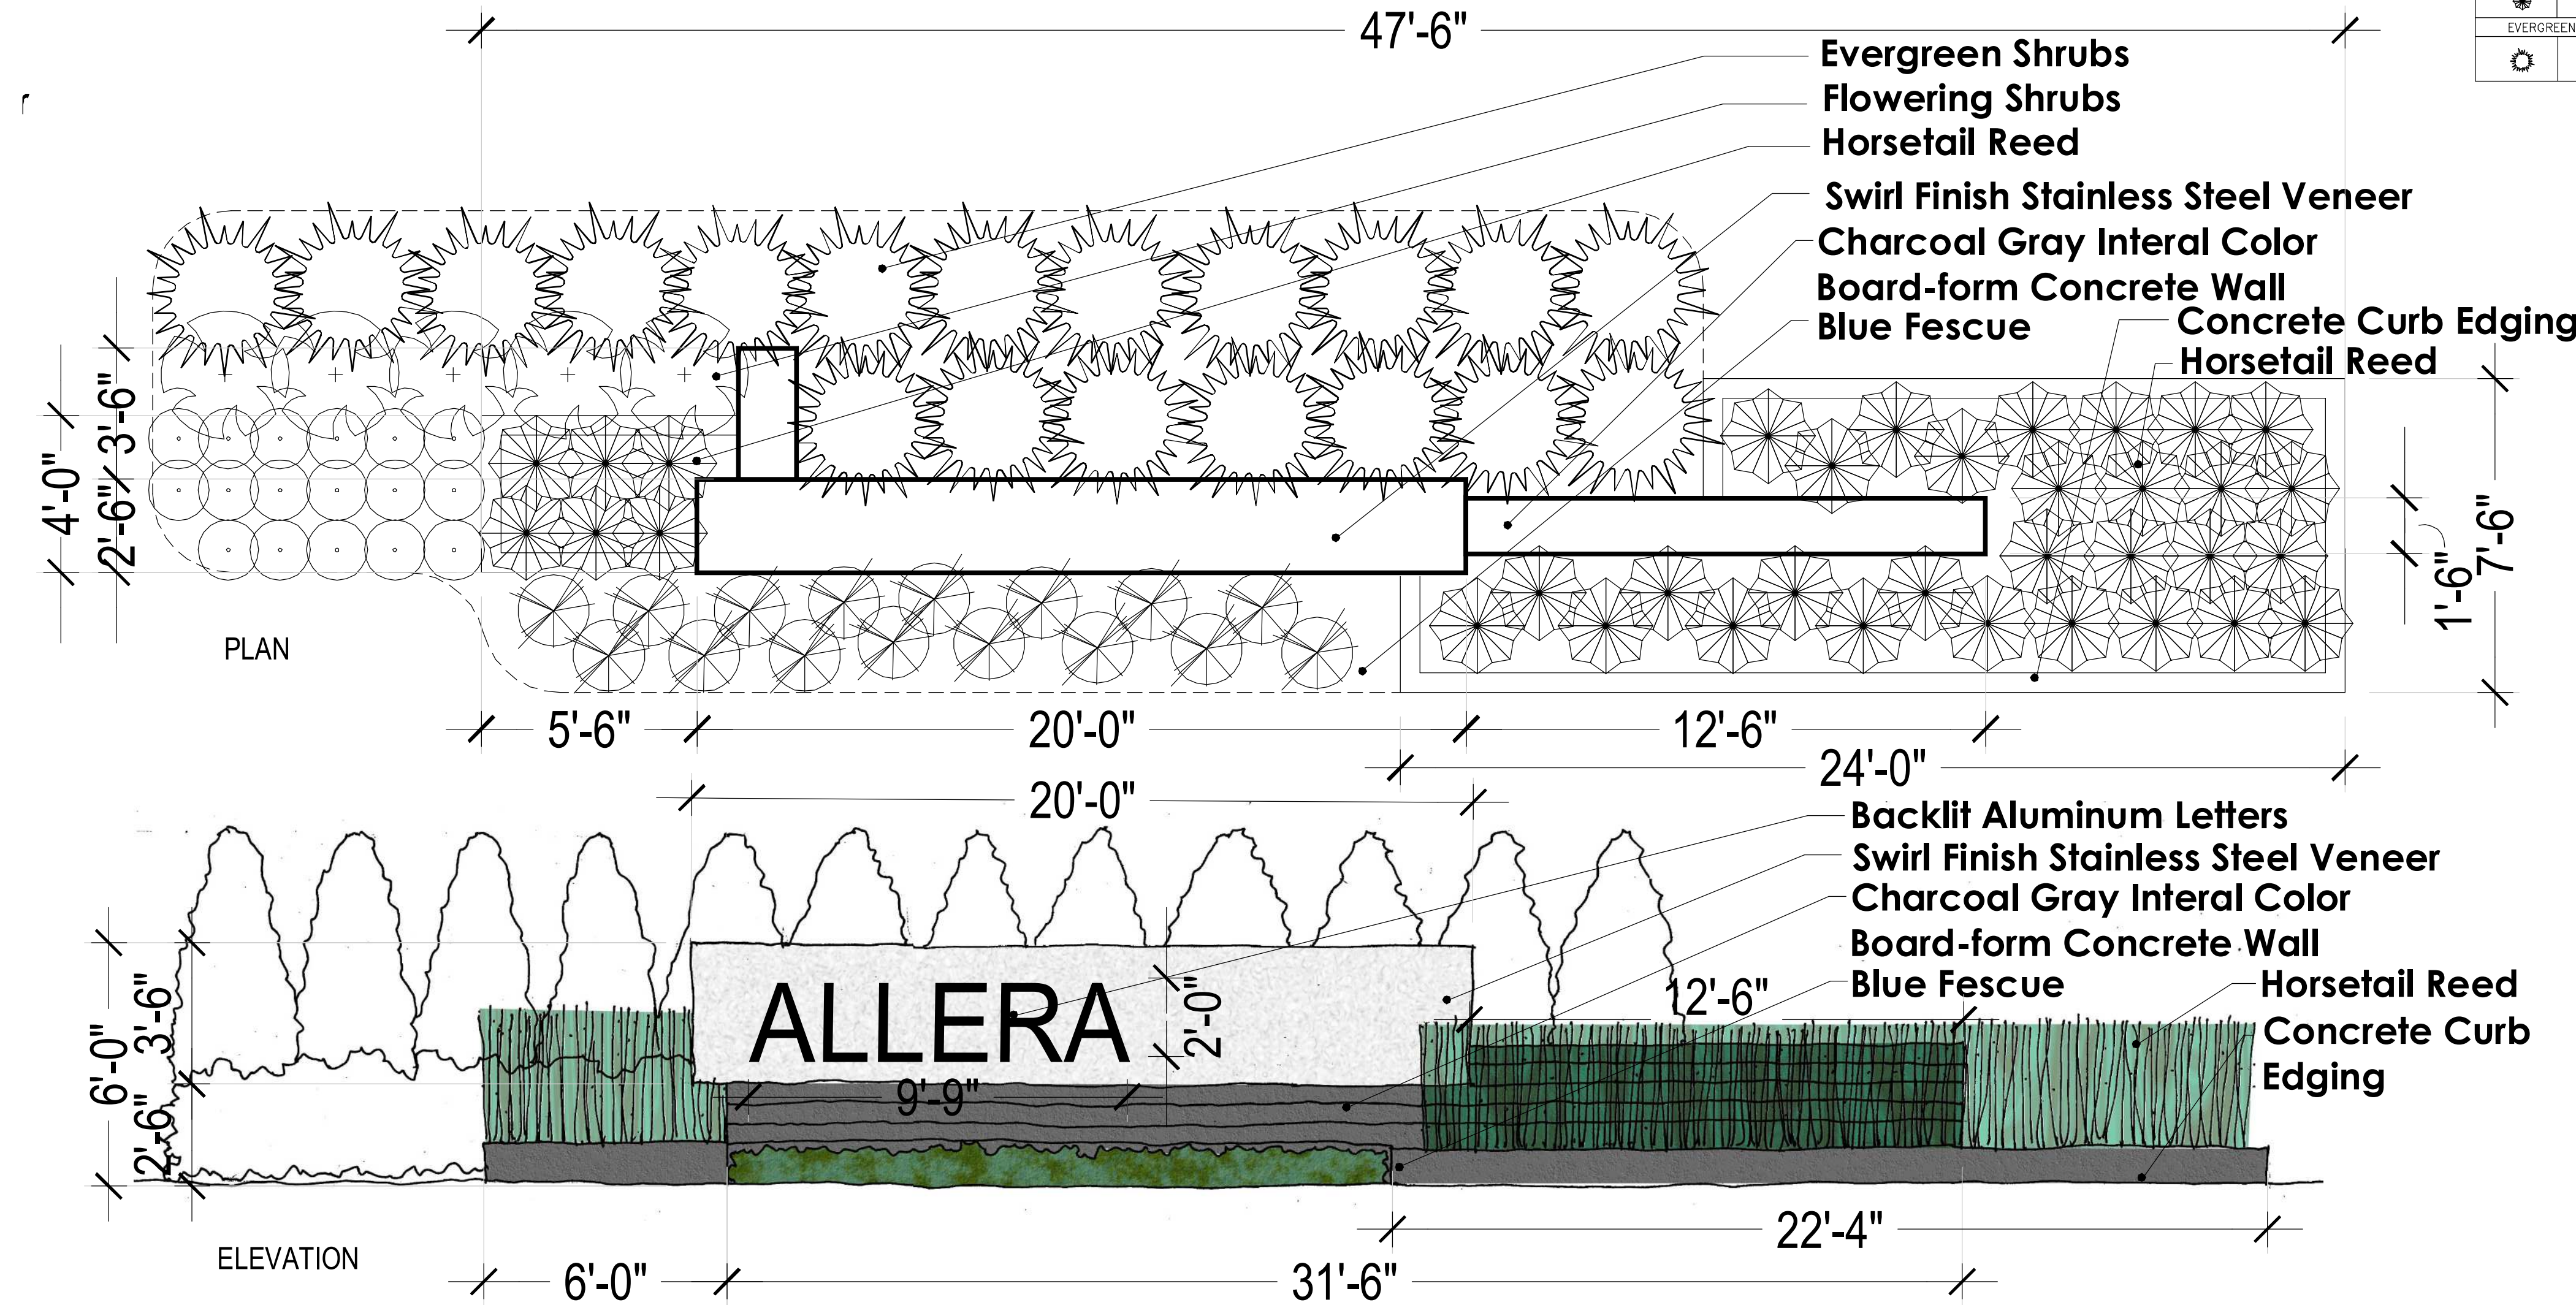 47'-6"
EVERGREEN
Evergreen Shrubs
Flowering Shrubs
Horsetail Reed
Swirl Finish Stainless Steel Veneer
Charcoal Gray Interal Color
Board-form Concrete Wall
Blue Fescue
Concrete Curb Edging
Horsetail Reed
4'-0"
3'-6"
2'-6"
1'-6"
7'-6"
PLAN
5'-6"
20'-0"
12'-6"
24'-0"
20'-0"
Backlit Aluminum Letters
Swirl Finish Stainless Steel Veneer
Charcoal Gray Interal Color
Board-form Concrete Wall
Blue Fescue
Horsetail Reed
Concrete Curb
Edging
12'-6"
ALLERA
2'-0"
9'-9"
6'-0"
3'-6"
2'-6"
22'-4"
ELEVATION
6'-0"
31'-6"